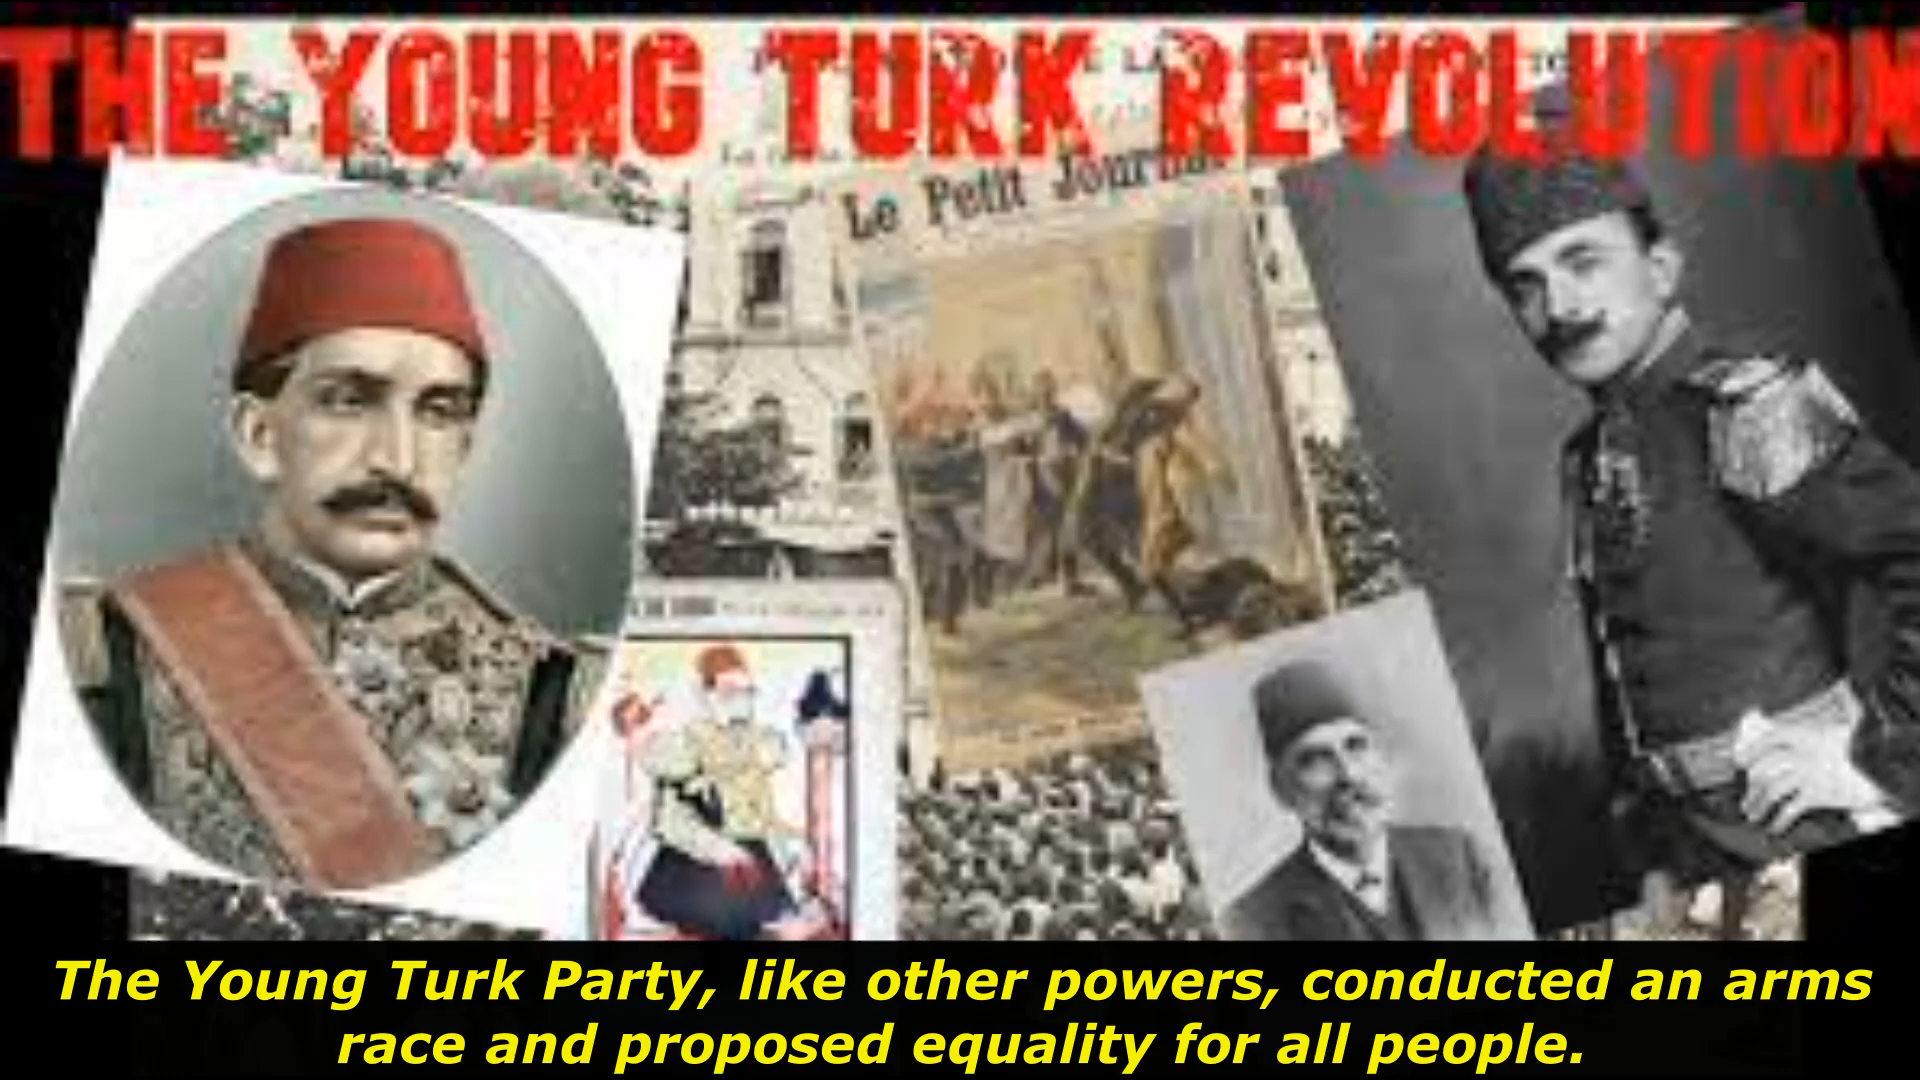 THE YOUNG TURK REVOLUTION
Le Petit Journal
The Young Turk Party, like other powers, conducted an arms
race and proposed equality for all people.